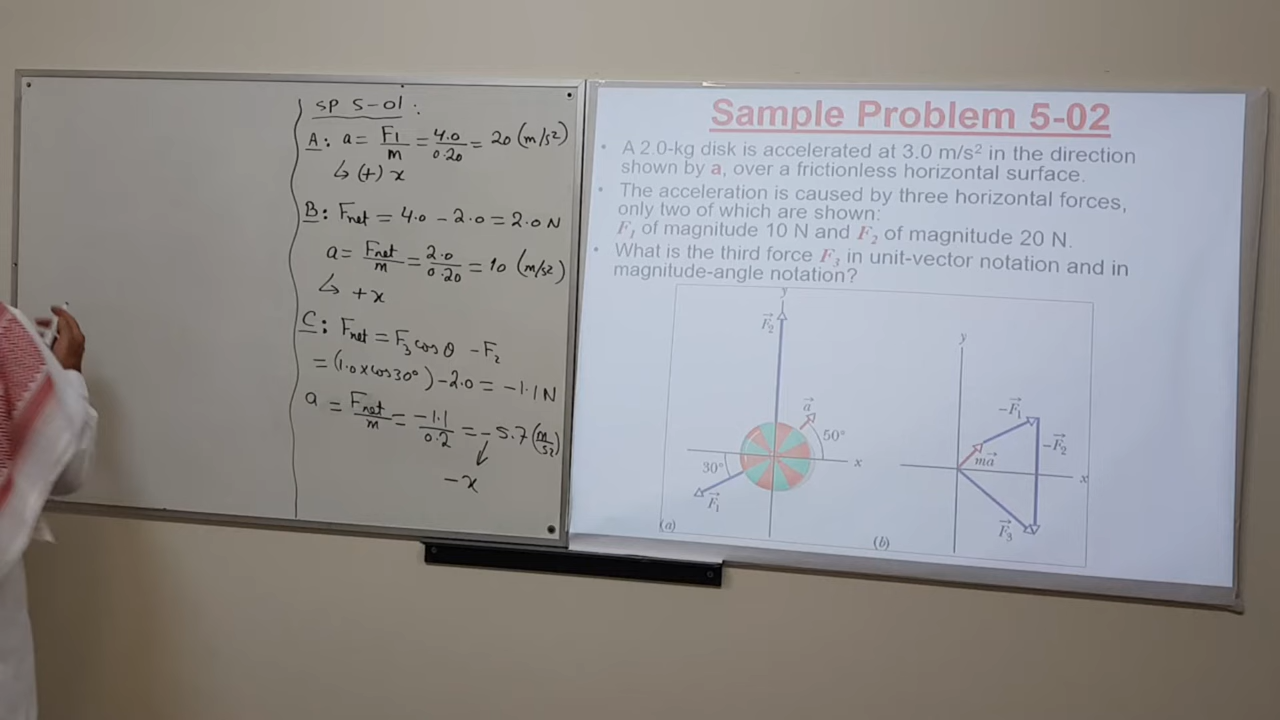 SP 5-01 :
A: a = F1/m = 4.0/0.20 = 20 (m/s²)
↳ (+) x
B: Fnet = 4.0 - 2.0 = 2.0 N
a = Fnet/m = 2.0/0.20 = 10 (m/s²)
↳ +x
C: Fnet = F3 cos θ - F2
= (1.0 x cos 30°) - 2.0 = -1.1 N
a = Fnet/m = -1.1/0.2 = -5.7 (m/s²)
↓
-x
Sample Problem 5-02
• A 2.0-kg disk is accelerated at 3.0 m/s² in the direction
shown by a, over a frictionless horizontal surface.
• The acceleration is caused by three horizontal forces,
only two of which are shown:
F1 of magnitude 10 N and F2 of magnitude 20 N.
• What is the third force F3 in unit-vector notation and in
magnitude-angle notation?
y
F⃗2
a⃗
50°
x
30°
F⃗1
(a)
y
-F⃗1
-F⃗2
ma⃗
x
F⃗3
(b)